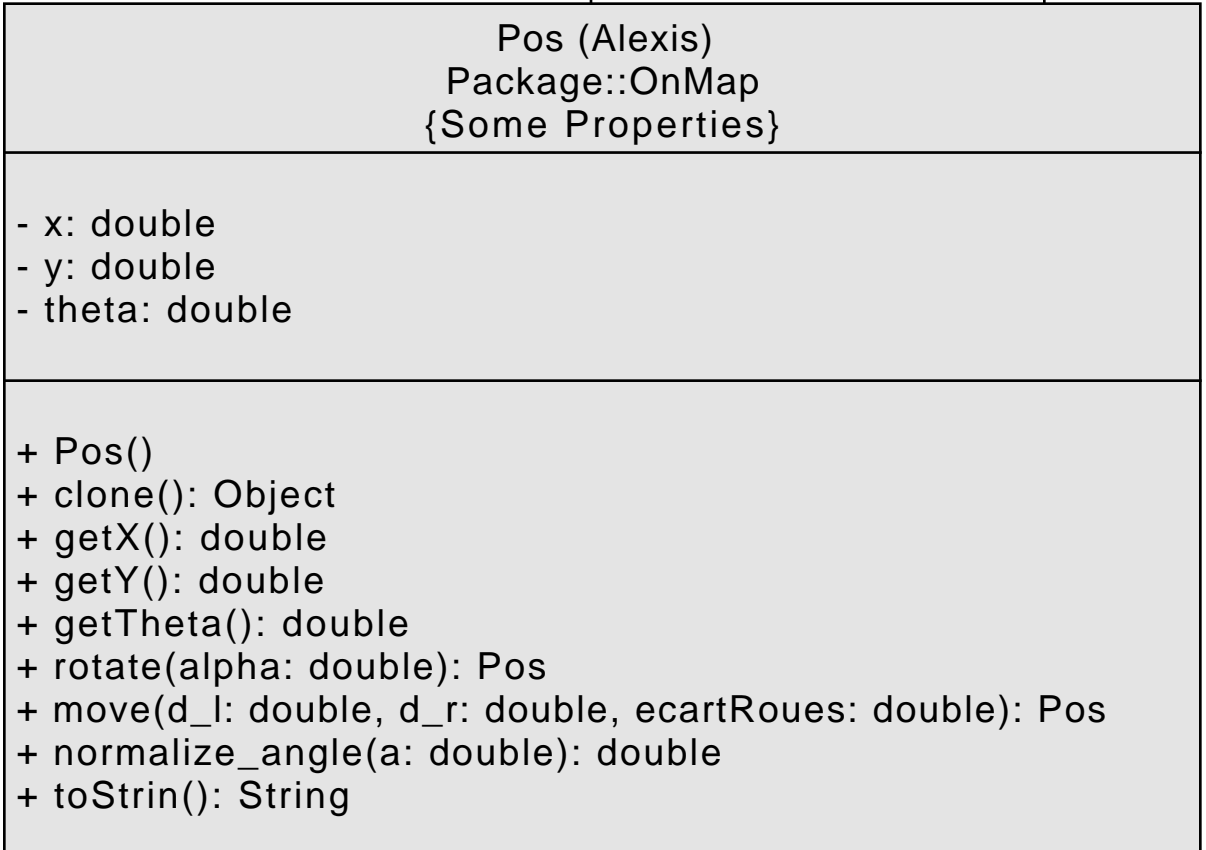 Pos (Alexis)
Package::OnMap
{Some Properties}
- x: double
- y: double
- theta: double
+ Pos()
+ clone(): Object
+ getX(): double
+ getY(): double
+ getTheta(): double
+ rotate(alpha: double): Pos
+ move(d_l: double, d_r: double, ecartRoues: double): Pos
+ normalize_angle(a: double): double
+ toStrin(): String